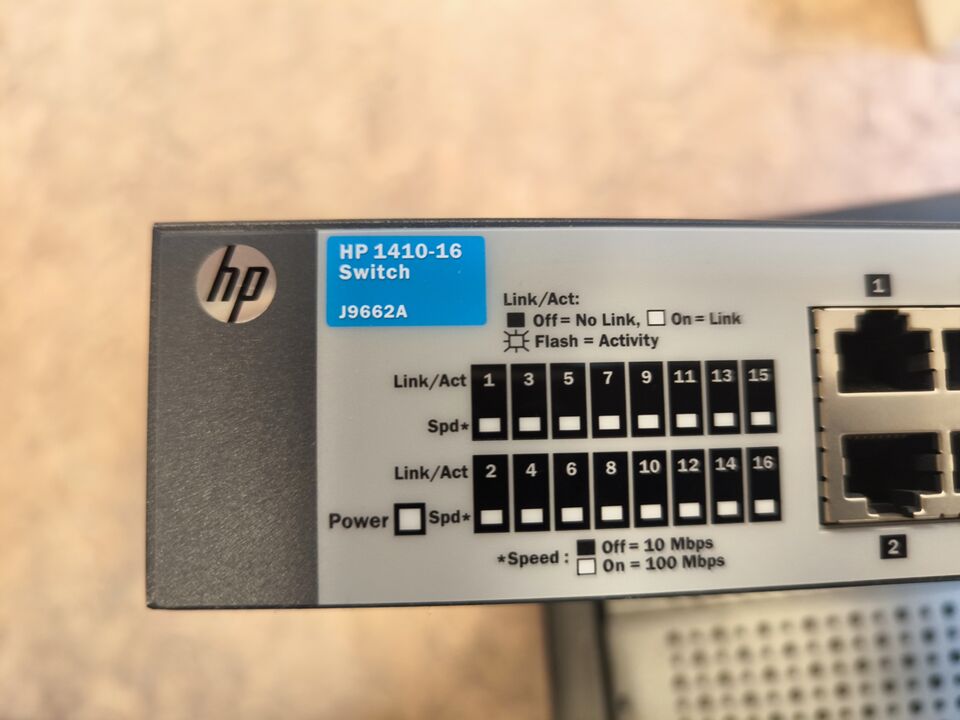 hp
HP 1410-16
Switch
J9662A
Link/Act:
Off = No Link, On = Link
Flash = Activity
Link/Act 1 3 5 7 9 11 13 15
Spd*
Link/Act 2 4 6 8 10 12 14 16
Power Spd*
*Speed : Off = 10 Mbps
On = 100 Mbps
1
2